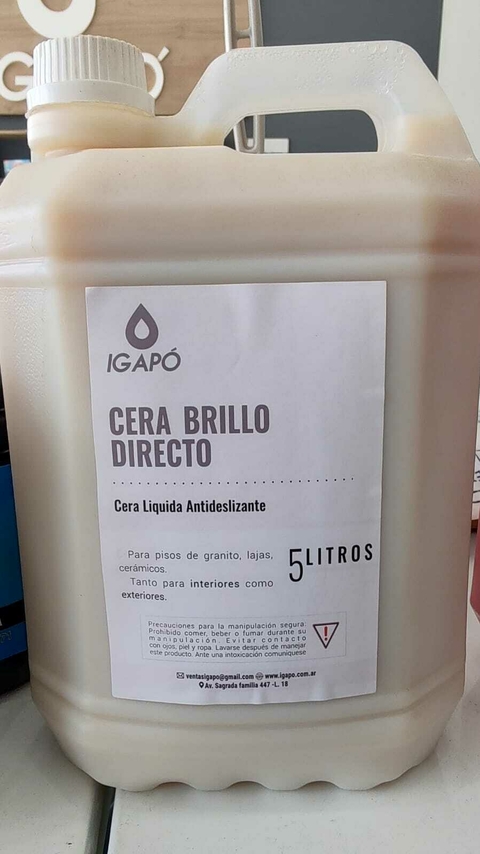 IGAPÓ
CERA BRILLO
DIRECTO
Cera Liquida Antideslizante
Para pisos de granito, lajas,
cerámicos.
Tanto para interiores como
exteriores.
5 LITROS
Precauciones para la manipulación segura:
Prohibido comer, beber o fumar durante su
manipulación. Evitar contacto
con ojos, piel y ropa. Lavarse después de manejar
este producto. Ante una intoxicación comuniquese
ventasigapo@gmail.com www.igapo.com.ar
Av. Sagrada familia 447 -L. 18